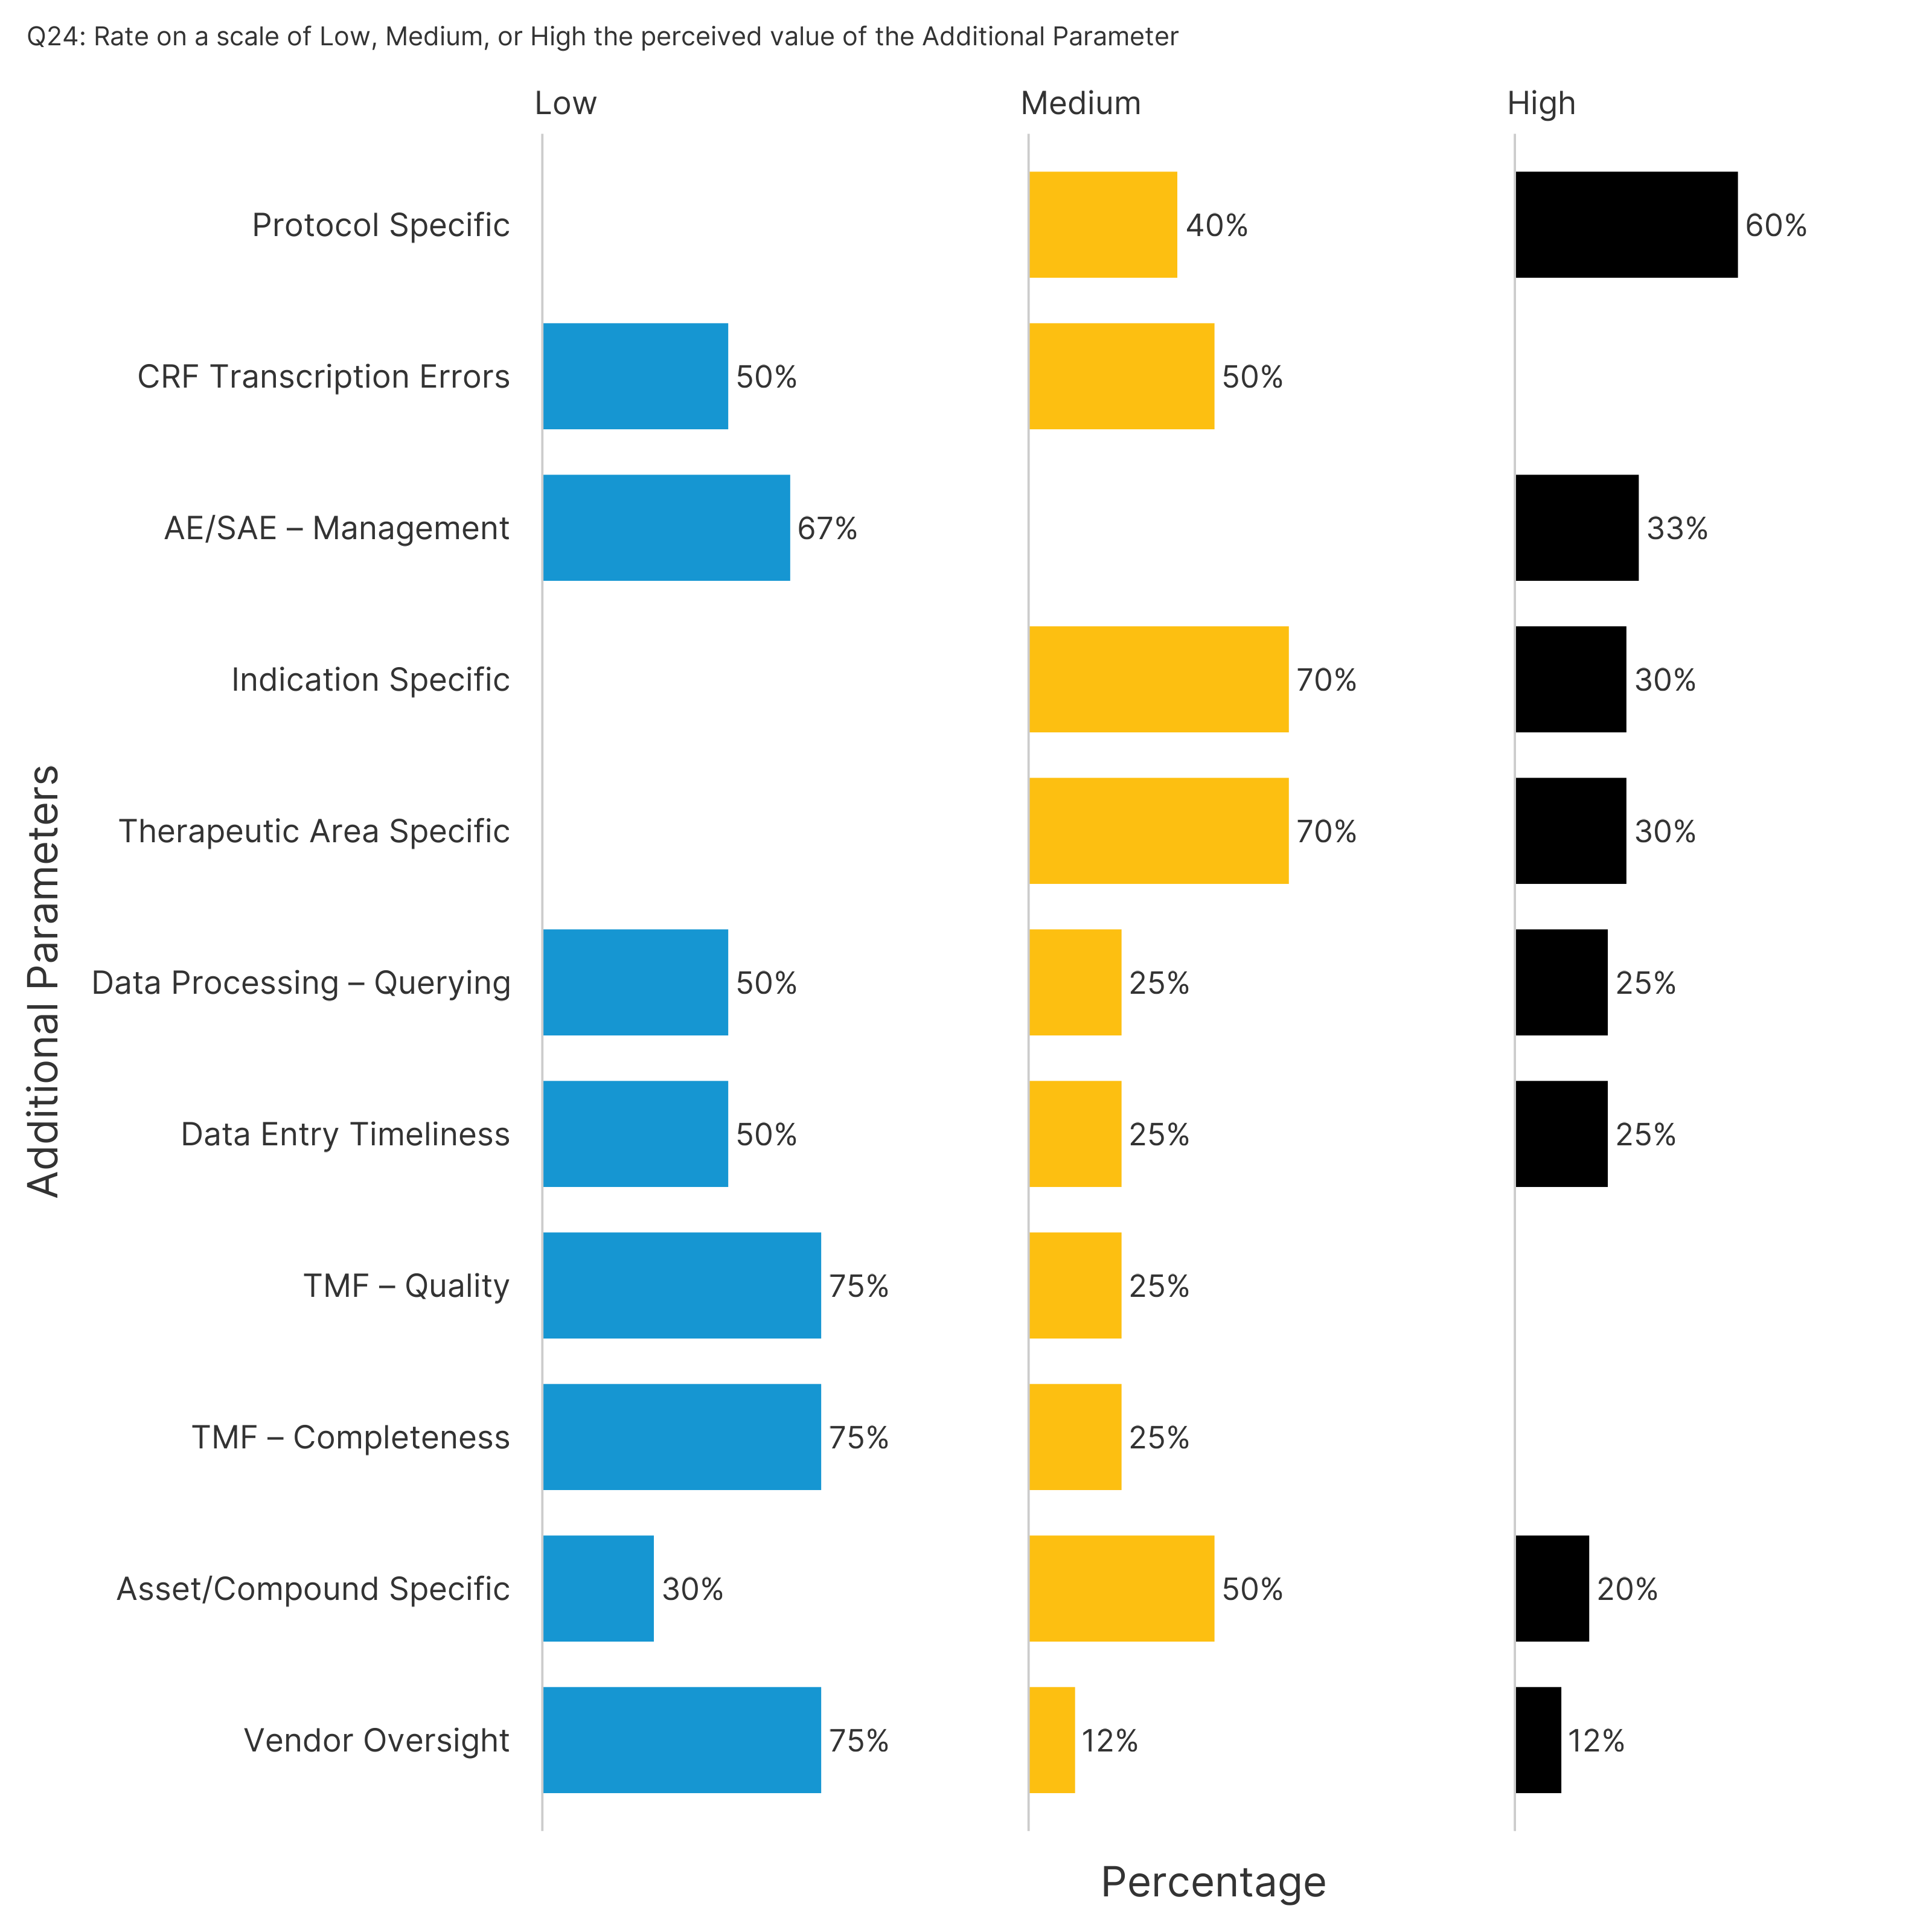 Q24: Rate on a scale of Low, Medium, or High the perceived value of the Additional Parameter
Low Medium High
Protocol Specific 40% 60%
CRF Transcription Errors 50% 50%
AE/SAE – Management 67% 33%
Indication Specific 70% 30%
Therapeutic Area Specific 70% 30%
Data Processing – Querying 50% 25% 25%
Data Entry Timeliness 50% 25% 25%
TMF – Quality 75% 25%
TMF – Completeness 75% 25%
Asset/Compound Specific 30% 50% 20%
Vendor Oversight 75% 12% 12%
Additional Parameters
Percentage